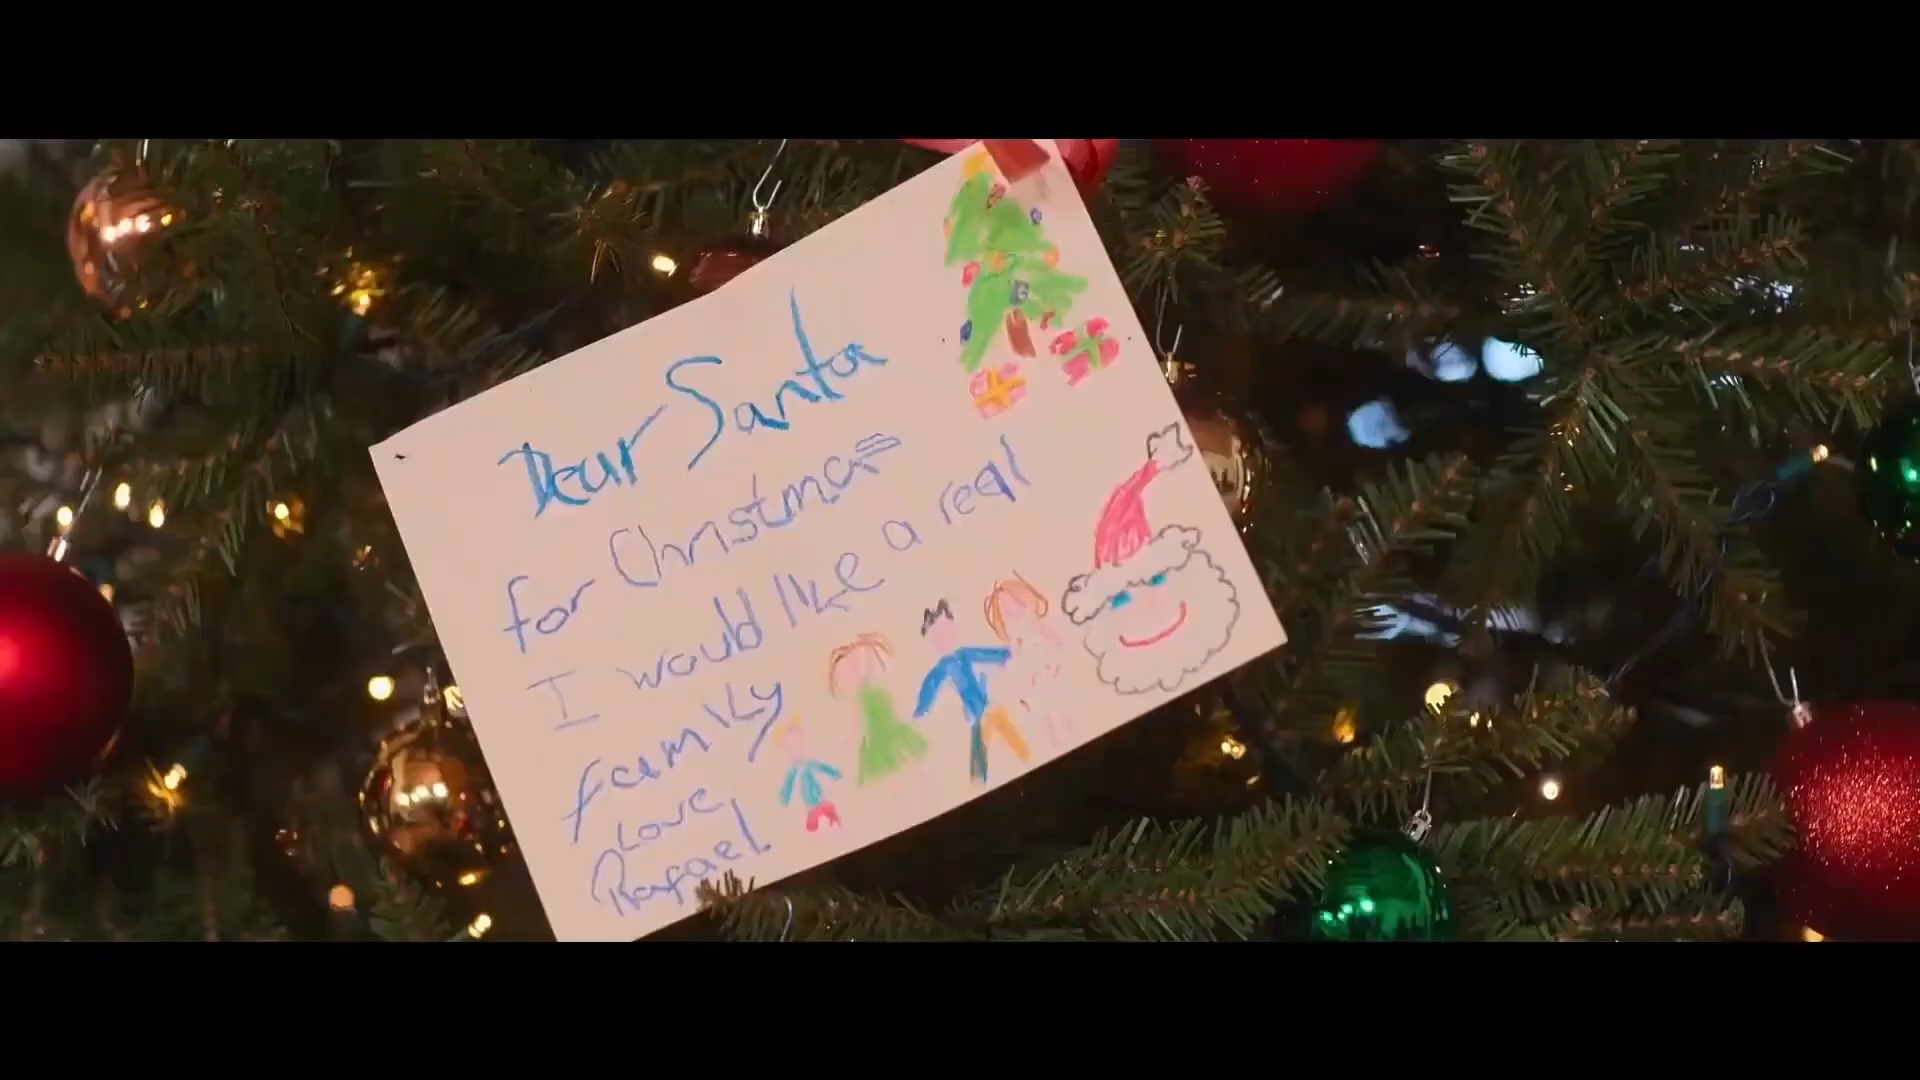 Dear Santa
for Christmas
I would like a real
family
Love
Rafael.